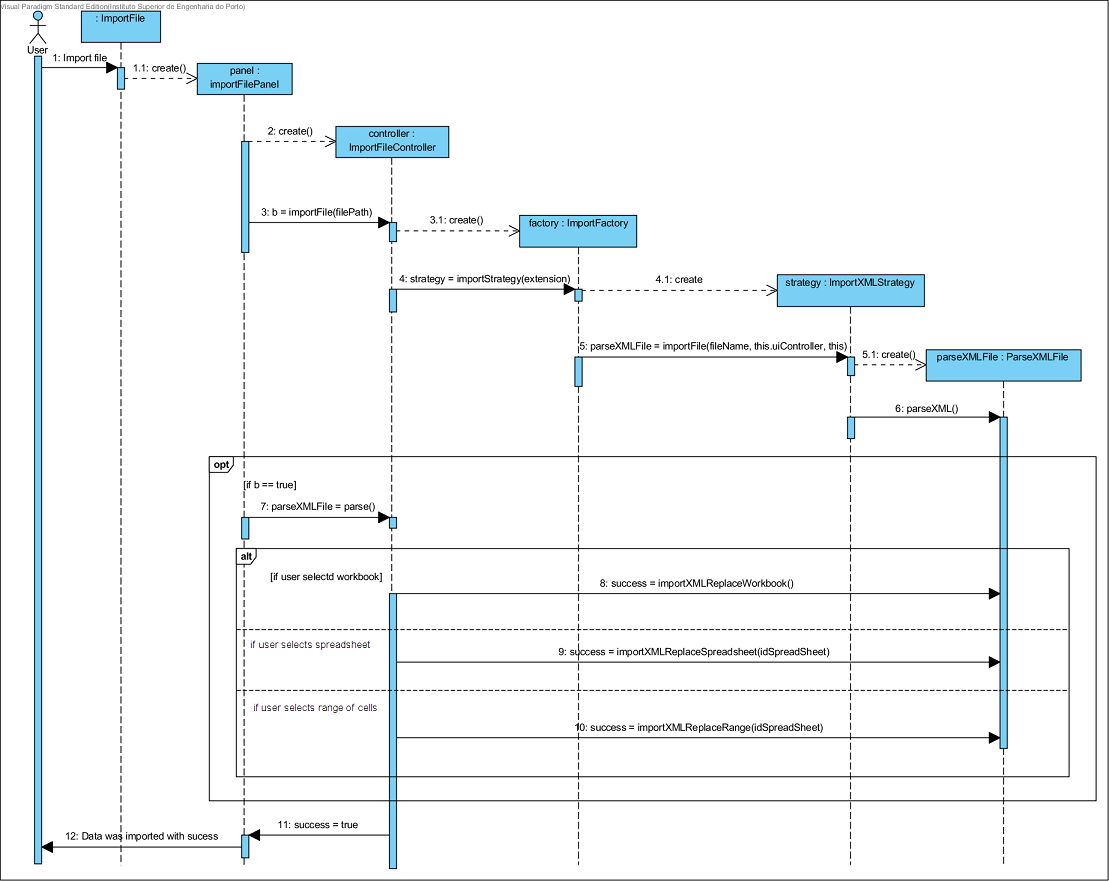 Visual Paradigm Standard Edition(Instituto Superior de Engenharia do Porto)
: ImportFile
User
1: Import file
1.1: create()
panel :
importFilePanel
2: create()
controller :
ImportFileController
3: b = importFile(filePath)
3.1: create()
factory : ImportFactory
4: strategy = importStrategy(extension)
4.1: create
strategy : ImportXMLStrategy
5: parseXMLFile = importFile(fileName, this.uiController, this)
5.1: create()
parseXMLFile : ParseXMLFile
6: parseXML()
opt
[if b == true]
7: parseXMLFile = parse()
alt
[if user selectd workbook]
8: success = importXMLReplaceWorkbook()
if user selects spreadsheet
9: success = importXMLReplaceSpreadsheet(idSpreadSheet)
if user selects range of cells
10: success = importXMLReplaceRange(idSpreadSheet)
11: success = true
12: Data was imported with sucess